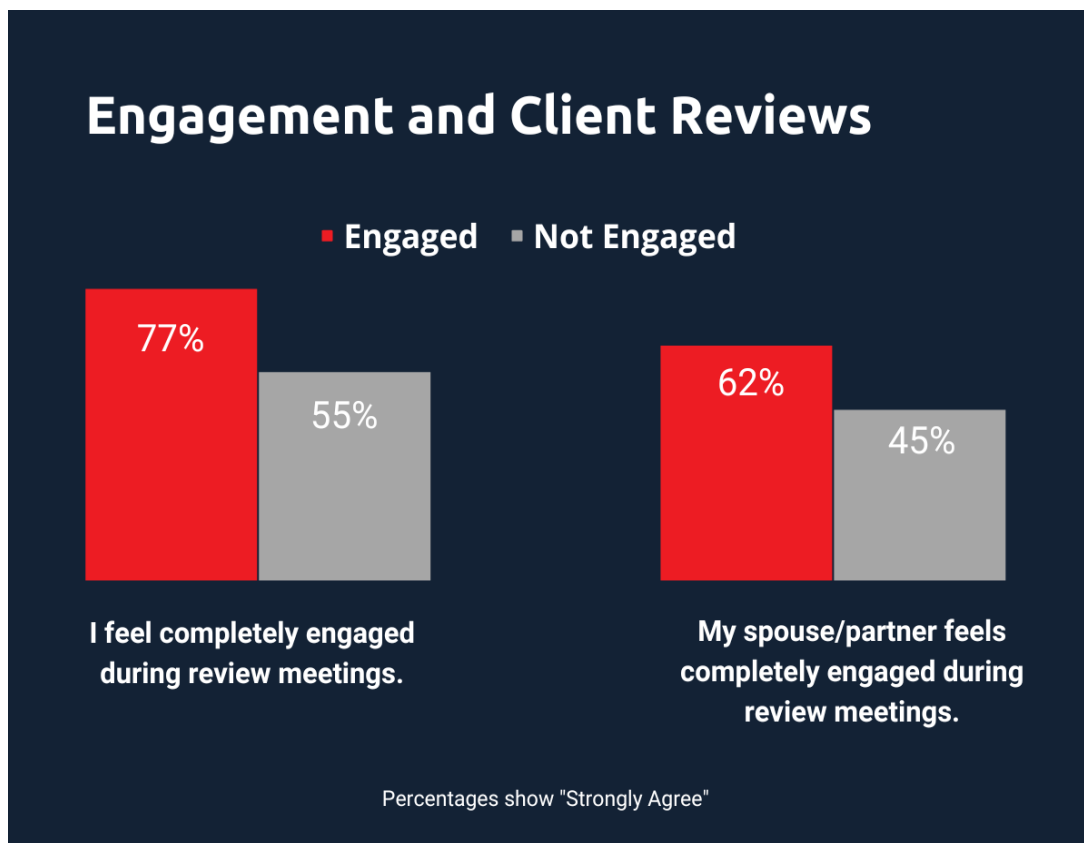 Engagement and Client Reviews
Engaged Not Engaged
77%
55%
62%
45%
I feel completely engaged
during review meetings.
My spouse/partner feels
completely engaged during
review meetings.
Percentages show "Strongly Agree"